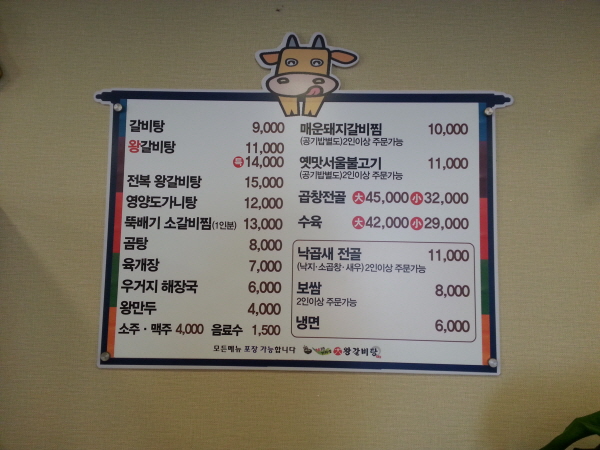 갈비탕 9,000
왕갈비탕 11,000
특 14,000
전복 왕갈비탕 15,000
영양도가니탕 12,000
뚝배기 소갈비찜(1인분) 13,000
곰탕 8,000
육개장 7,000
우거지 해장국 6,000
왕만두 4,000
소주·맥주 4,000 음료수 1,500
매운돼지갈비찜 10,000
(공기밥별도)2인이상 주문가능
옛맛서울불고기 11,000
(공기밥별도)2인이상 주문가능
곱창전골 大 45,000 小 32,000
수육 大 42,000 小 29,000
낙곱새 전골 11,000
(낙지·소곱창·새우) 2인이상 주문가능
보쌈 8,000
2인이상 주문가능
냉면 6,000
모든메뉴 포장 가능합니다 大왕갈비탕